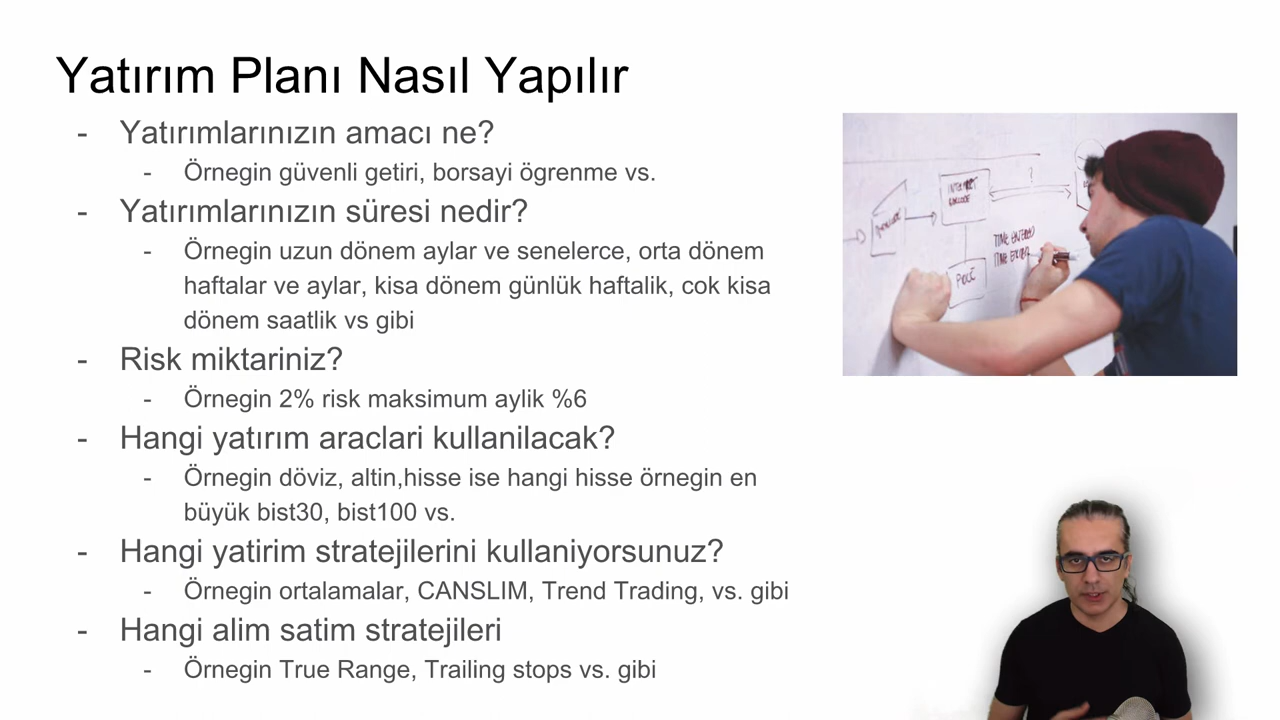 Yatırım Planı Nasıl Yapılır
- Yatırımlarınızın amacı ne?
- Örnegin güvenli getiri, borsayi ögrenme vs.
- Yatırımlarınızın süresi nedir?
- Örnegin uzun dönem aylar ve senelerce, orta dönem
haftalar ve aylar, kisa dönem günlük haftalik, cok kisa
dönem saatlik vs gibi
- Risk miktariniz?
- Örnegin 2% risk maksimum aylik %6
- Hangi yatırım araclari kullanilacak?
- Örnegin döviz, altin,hisse ise hangi hisse örnegin en
büyük bist30, bist100 vs.
- Hangi yatirim stratejilerini kullaniyorsunuz?
- Örnegin ortalamalar, CANSLIM, Trend Trading, vs. gibi
- Hangi alim satim stratejileri
- Örnegin True Range, Trailing stops vs. gibi
INTERNET